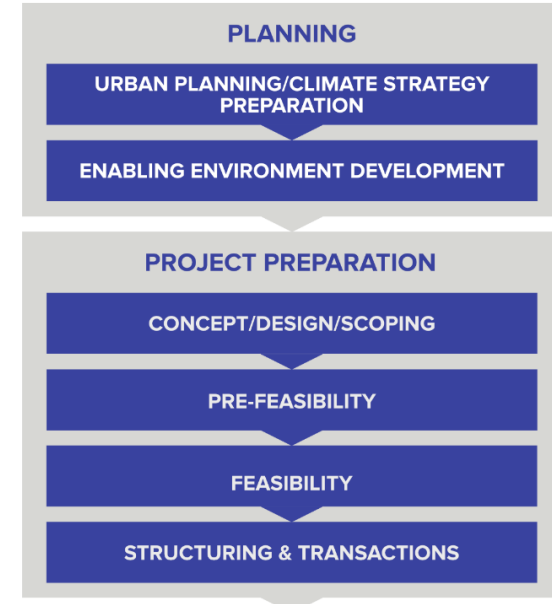 PLANNING
URBAN PLANNING/CLIMATE STRATEGY
PREPARATION
ENABLING ENVIRONMENT DEVELOPMENT
PROJECT PREPARATION
CONCEPT/DESIGN/SCOPING
PRE-FEASIBILITY
FEASIBILITY
STRUCTURING & TRANSACTIONS